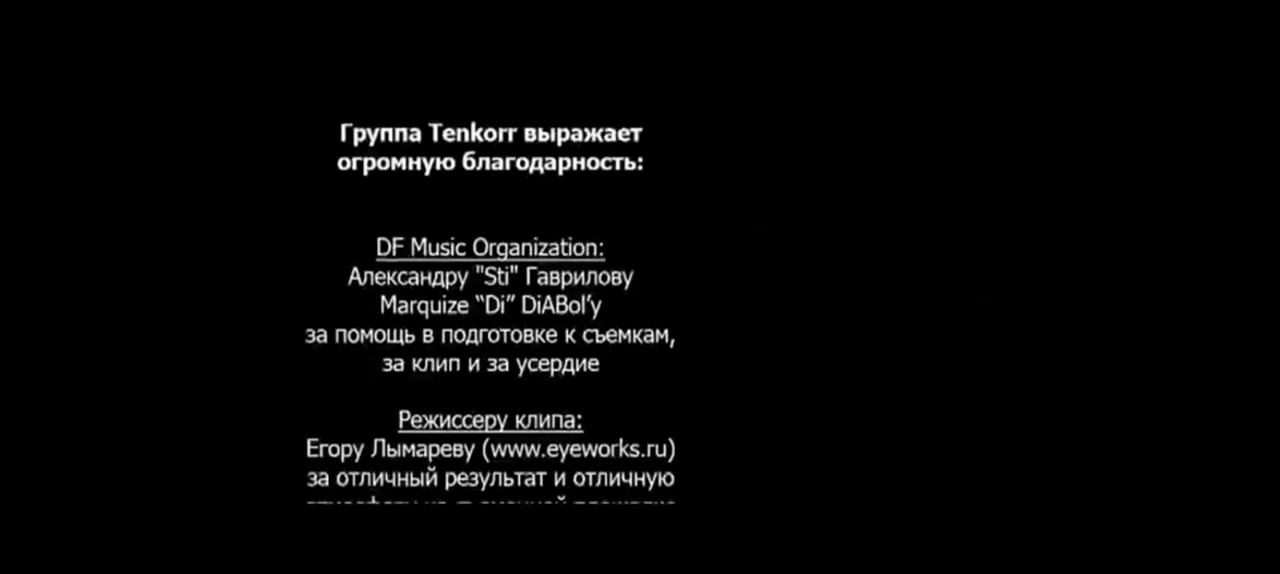 Группа Tenkorr выражает
огромную благодарность:
DF Music Organization:
Александру "Sti" Гаврилову
Marquize “Di” DiABol’у
за помощь в подготовке к съемкам,
за клип и за усердие
Режиссеру клипа:
Егору Лымареву (www.eyeworks.ru)
за отличный результат и отличную